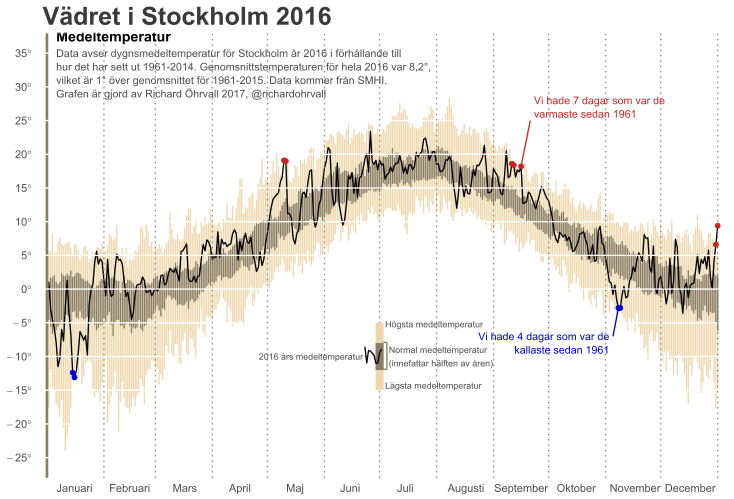 Vädret i Stockholm 2016
Medeltemperatur
Data avser dygnsmedeltemperatur för Stockholm år 2016 i förhållande till
hur det har sett ut 1961-2014. Genomsnittstemperaturen för hela 2016 var 8,2°,
vilket är 1° över genomsnittet för 1961-2015. Data kommer från SMHI.
Grafen är gjord av Richard Öhrvall 2017, @richardohrvall
35°
30°
25°
20°
15°
10°
5°
0°
−5°
−10°
−15°
−20°
−25°
Vi hade 7 dagar som var de
varmaste sedan 1961
Vi hade 4 dagar som var de
kallaste sedan 1961
Högsta medeltemperatur
2016 års medeltemperatur
Normal medeltemperatur
(innefattar hälften av åren)
Lägsta medeltemperatur
Januari Februari Mars April Maj Juni Juli Augusti September Oktober November December